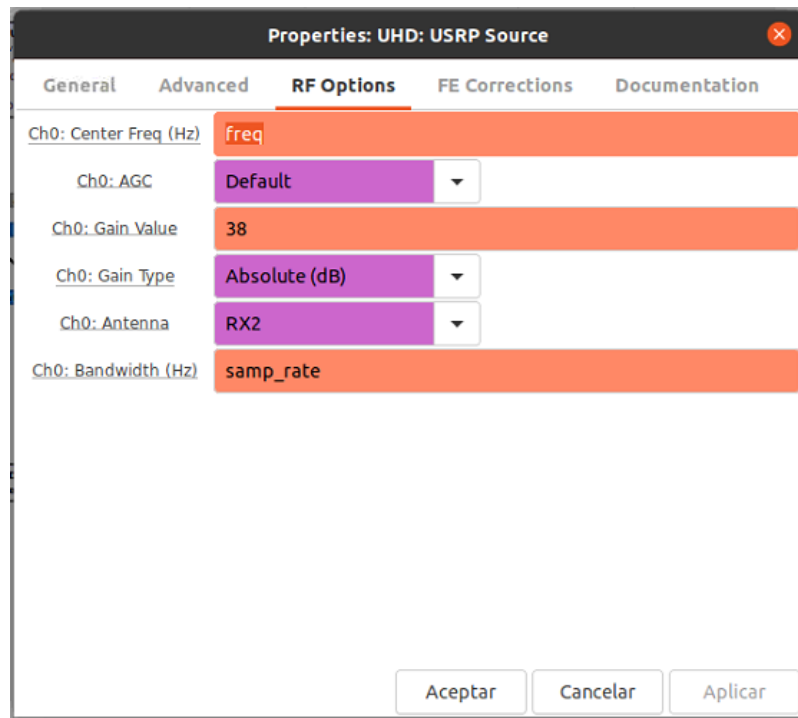 Properties: UHD: USRP Source
General Advanced RF Options FE Corrections Documentation
Ch0: Center Freq (Hz) freq
Ch0: AGC Default
Ch0: Gain Value 38
Ch0: Gain Type Absolute (dB)
Ch0: Antenna RX2
Ch0: Bandwidth (Hz) samp_rate
Aceptar Cancelar Aplicar